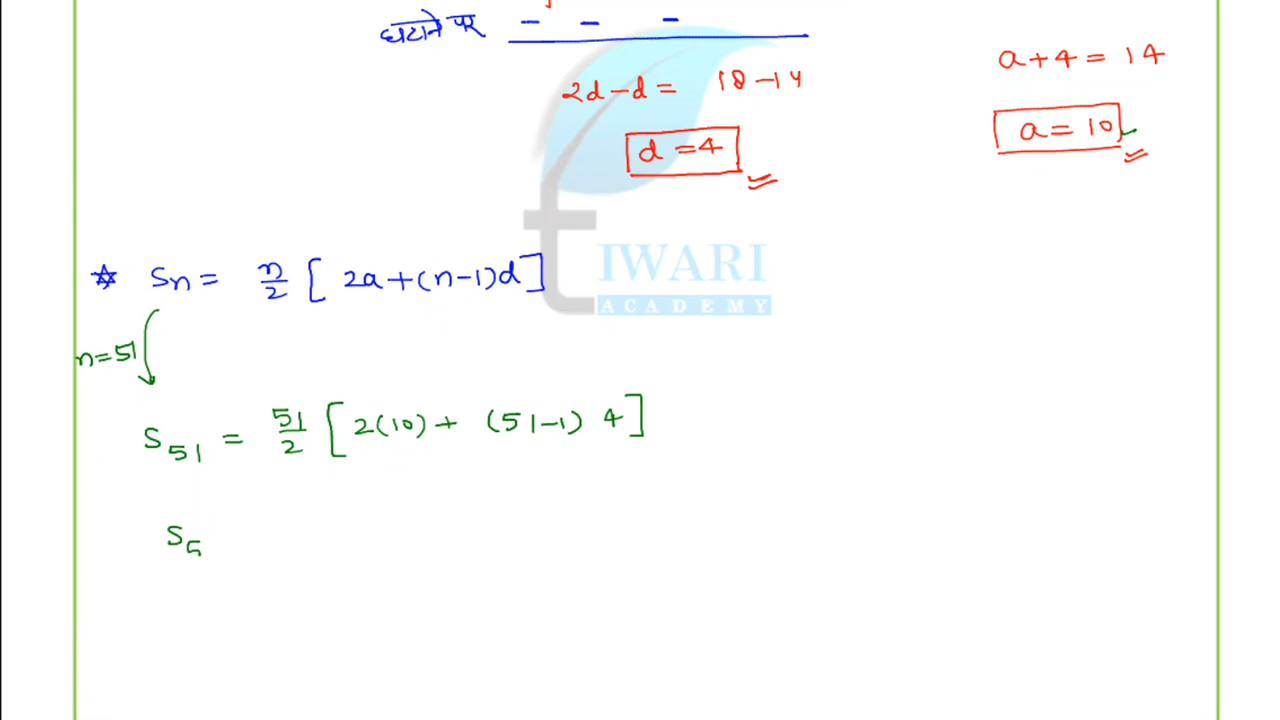 घटाने पर - - -
2d-d= 18-14
a+4=14
d=4
a=10
IWARI
ACADEMY
☆ Sn= n/2 [2a+(n-1)d]
n=51
S51 = 51/2 [2(10)+ (51-1) 4]
S5